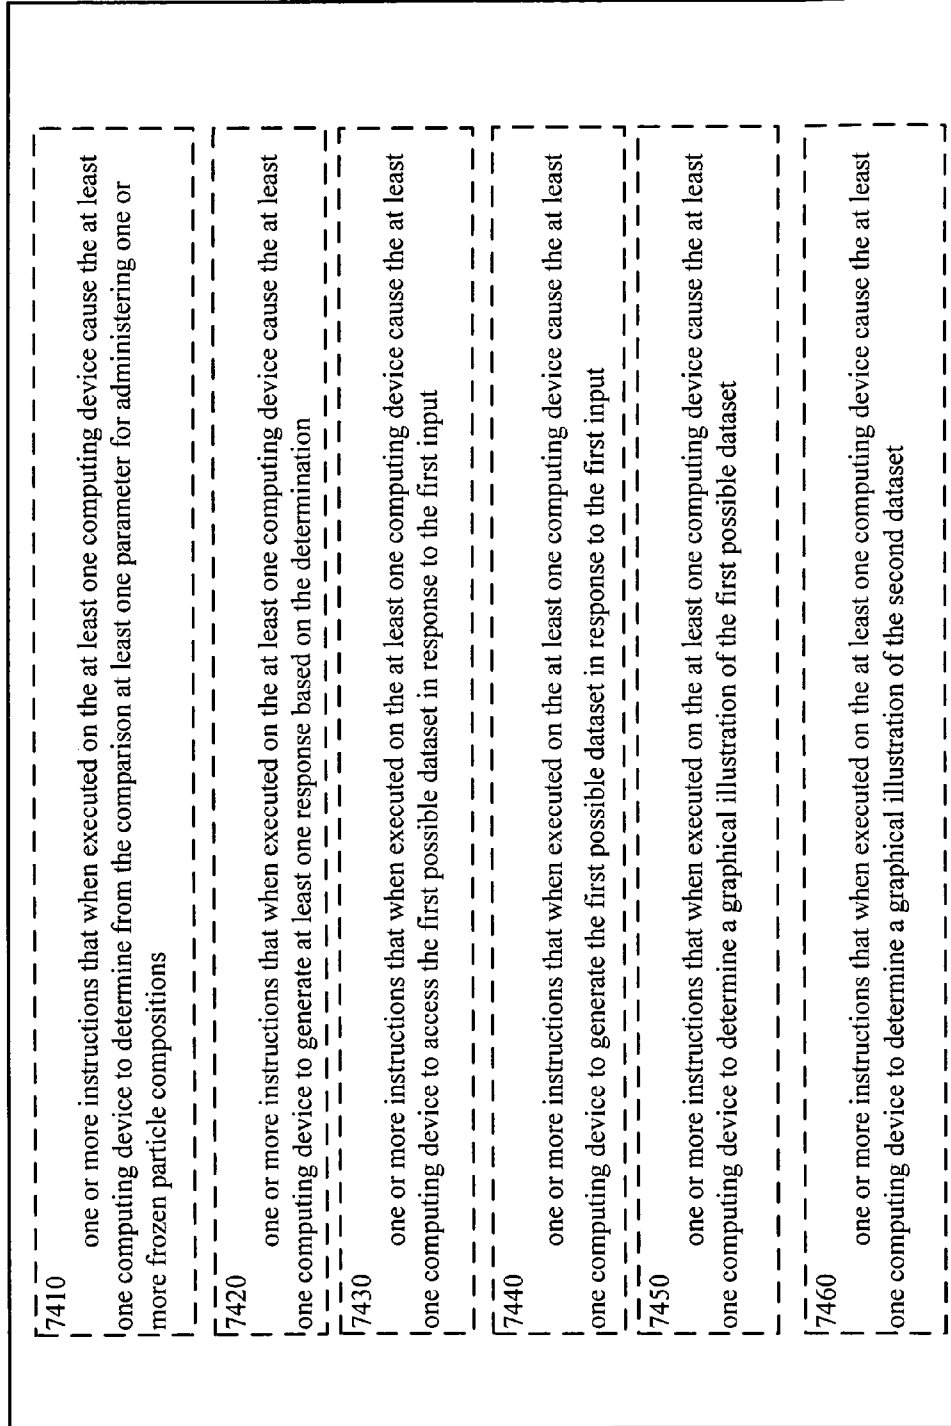 7410
one or more instructions that when executed on the at least one computing device cause the at least
one computing device to determine from the comparison at least one parameter for administering one or
more frozen particle compositions
7420
one or more instructions that when executed on the at least one computing device cause the at least
one computing device to generate at least one response based on the determination
7430
one or more instructions that when executed on the at least one computing device cause the at least
one computing device to access the first possible dataset in response to the first input
7440
one or more instructions that when executed on the at least one computing device cause the at least
one computing device to generate the first possible dataset in response to the first input
7450
one or more instructions that when executed on the at least one computing device cause the at least
one computing device to determine a graphical illustration of the first possible dataset
7460
one or more instructions that when executed on the at least one computing device cause the at least
one computing device to determine a graphical illustration of the second dataset